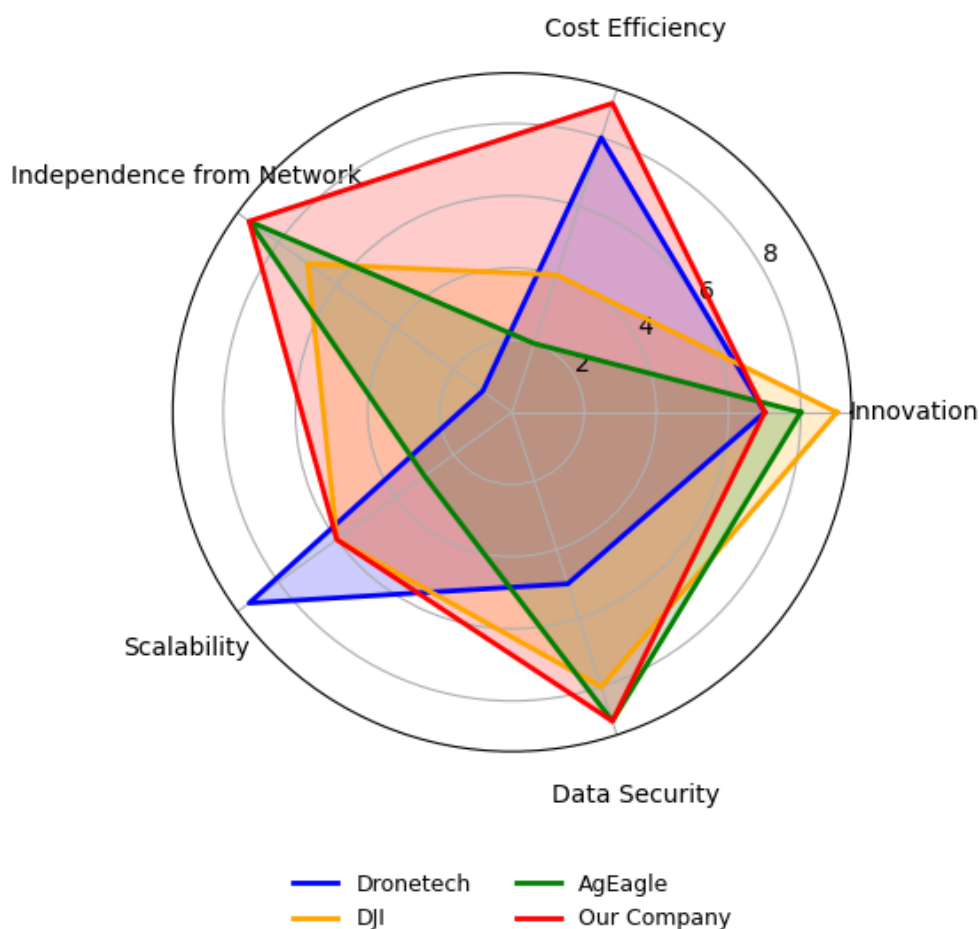 Cost Efficiency
Independence from Network
8
6
4
2
Innovation
Scalability
Data Security
Dronetech
AgEagle
DJI
Our Company